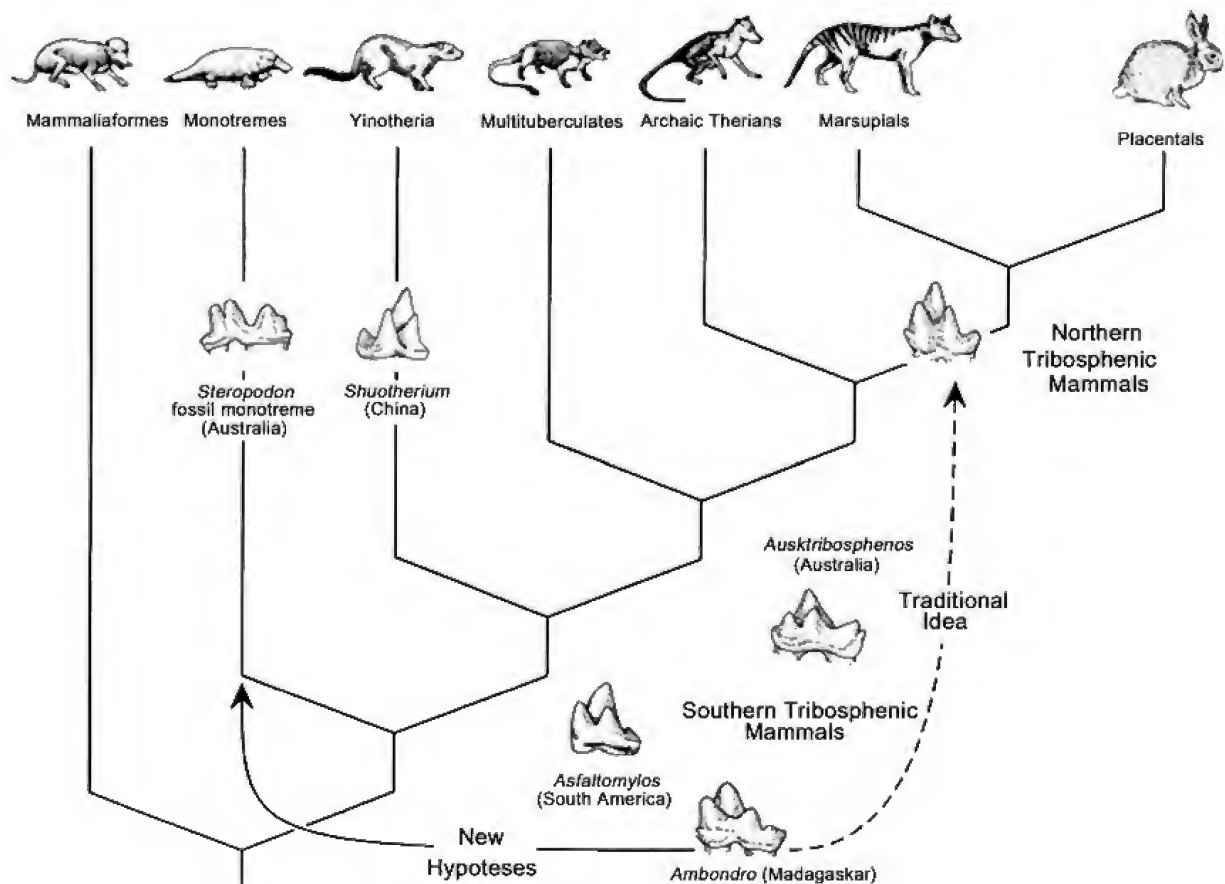 Mammaliaformes
Monotremes
Yinotheria
Multituberculates
Archaic Therians
Marsupials
Placentals
Steropodon
fossil monotreme
(Australia)
Shuotherium
(China)
Northern
Tribosphenic
Mammals
Ausktribosphenos
(Australia)
Traditional
Idea
Southern Tribosphenic
Mammals
Asfaltomylos
(South America)
New
Hypoteses
Ambondro (Madagaskar)